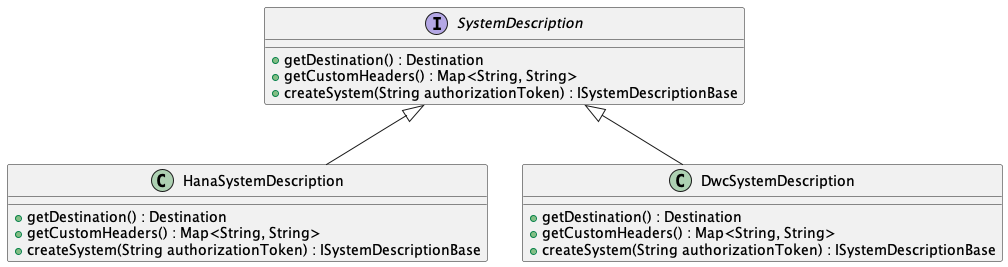 I SystemDescription
getDestination() : Destination
getCustomHeaders() : Map<String, String>
createSystem(String authorizationToken) : ISystemDescriptionBase
C HanaSystemDescription
getDestination() : Destination
getCustomHeaders() : Map<String, String>
createSystem(String authorizationToken) : ISystemDescriptionBase
C DwcSystemDescription
getDestination() : Destination
getCustomHeaders() : Map<String, String>
createSystem(String authorizationToken) : ISystemDescriptionBase